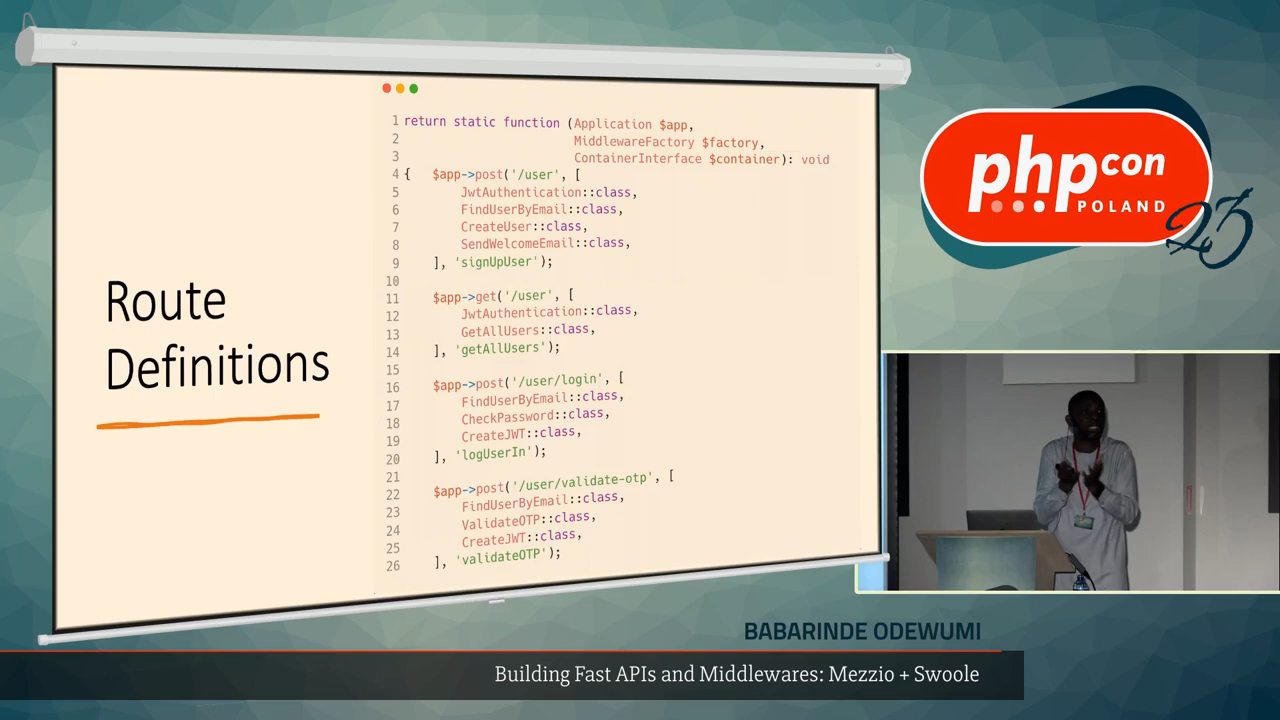 Route
Definitions
1 return static function (Application $app,
2 MiddlewareFactory $factory,
3 ContainerInterface $container): void
4 { $app->post('/user', [
5 JwtAuthentication::class,
6 FindUserByEmail::class,
7 CreateUser::class,
8 SendWelcomeEmail::class,
9 ], 'signUpUser');
10
11 $app->get('/user', [
12 JwtAuthentication::class,
13 GetAllUsers::class,
14 ], 'getAllUsers');
15
16 $app->post('/user/login', [
17 FindUserByEmail::class,
18 CheckPassword::class,
19 CreateJWT::class,
20 ], 'logUserIn');
21
22 $app->post('/user/validate-otp', [
23 FindUserByEmail::class,
24 ValidateOTP::class,
25 CreateJWT::class,
26 ], 'validateOTP');
phpcon
POLAND
23
BABARINDE ODEWUMI
Building Fast APIs and Middlewares: Mezzio + Swoole